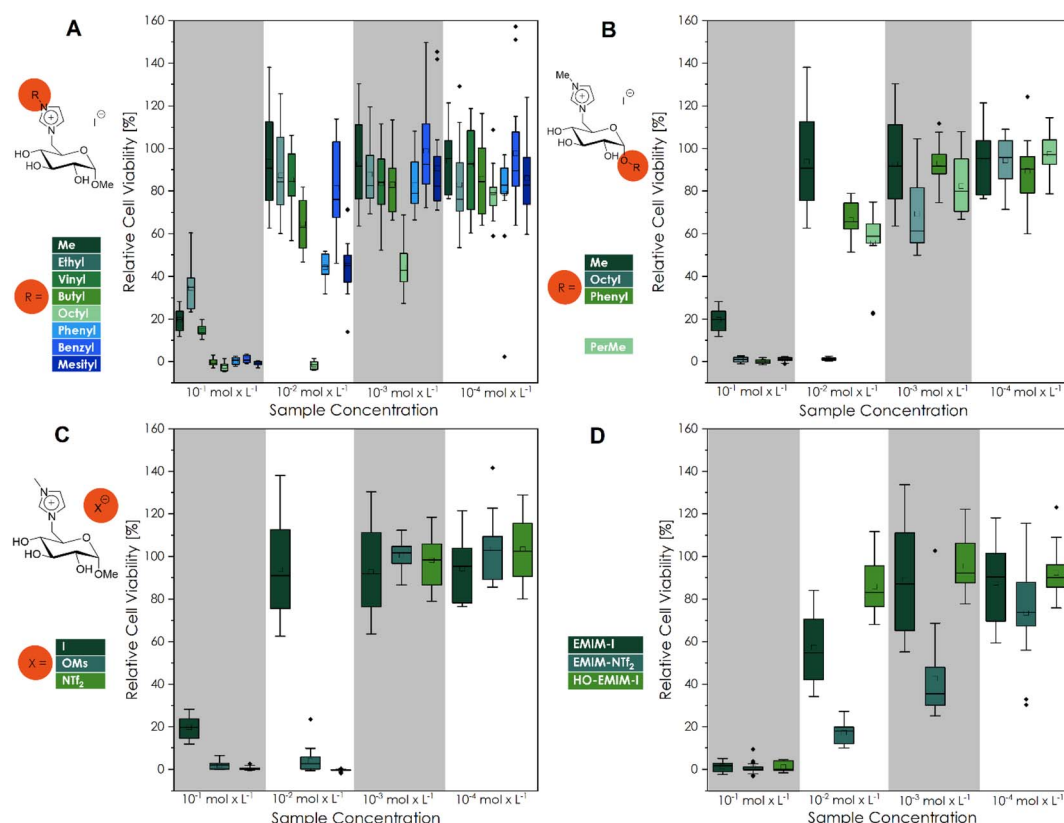 A
160
140
120
100
80
60
40
20
0
Relative Cell Viability [%]
10⁻¹ mol x L⁻¹ 10⁻² mol x L⁻¹ 10⁻³ mol x L⁻¹ 10⁻⁴ mol x L⁻¹
Sample Concentration
R
N
N
I⊖
HO
HO
OH
O
OMe
R =
Me
Ethyl
Vinyl
Butyl
Octyl
Phenyl
Benzyl
Mesityl
B
160
140
120
100
80
60
40
20
0
Relative Cell Viability [%]
10⁻¹ mol x L⁻¹ 10⁻² mol x L⁻¹ 10⁻³ mol x L⁻¹ 10⁻⁴ mol x L⁻¹
Sample Concentration
Me
N
N
I⊖
HO
HO
OH
O
O
R
R =
Me
Octyl
Phenyl
PerMe
C
160
140
120
100
80
60
40
20
0
Relative Cell Viability [%]
10⁻¹ mol x L⁻¹ 10⁻² mol x L⁻¹ 10⁻³ mol x L⁻¹ 10⁻⁴ mol x L⁻¹
Sample Concentration
N
N
X⊖
HO
HO
OH
O
OMe
X =
I
OMs
NTf₂
D
160
140
120
100
80
60
40
20
0
Relative Cell Viability [%]
10⁻¹ mol x L⁻¹ 10⁻² mol x L⁻¹ 10⁻³ mol x L⁻¹ 10⁻⁴ mol x L⁻¹
Sample Concentration
EMIM-I
EMIM-NTf₂
HO-EMIM-I